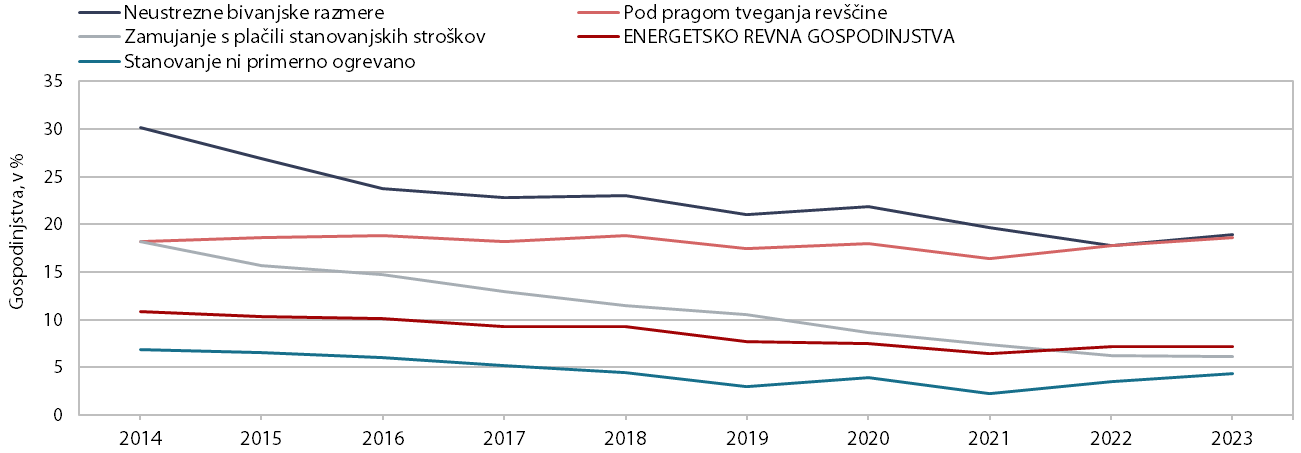 Neustrezne bivanjske razmere
Pod pragom tveganja revščine
Zamujanje s plačili stanovanjskih stroškov
ENERGETSKO REVNA GOSPODINJSTVA
Stanovanje ni primerno ogrevano
Gospodinjstva, v %
35
30
25
20
15
10
5
0
2014 2015 2016 2017 2018 2019 2020 2021 2022 2023